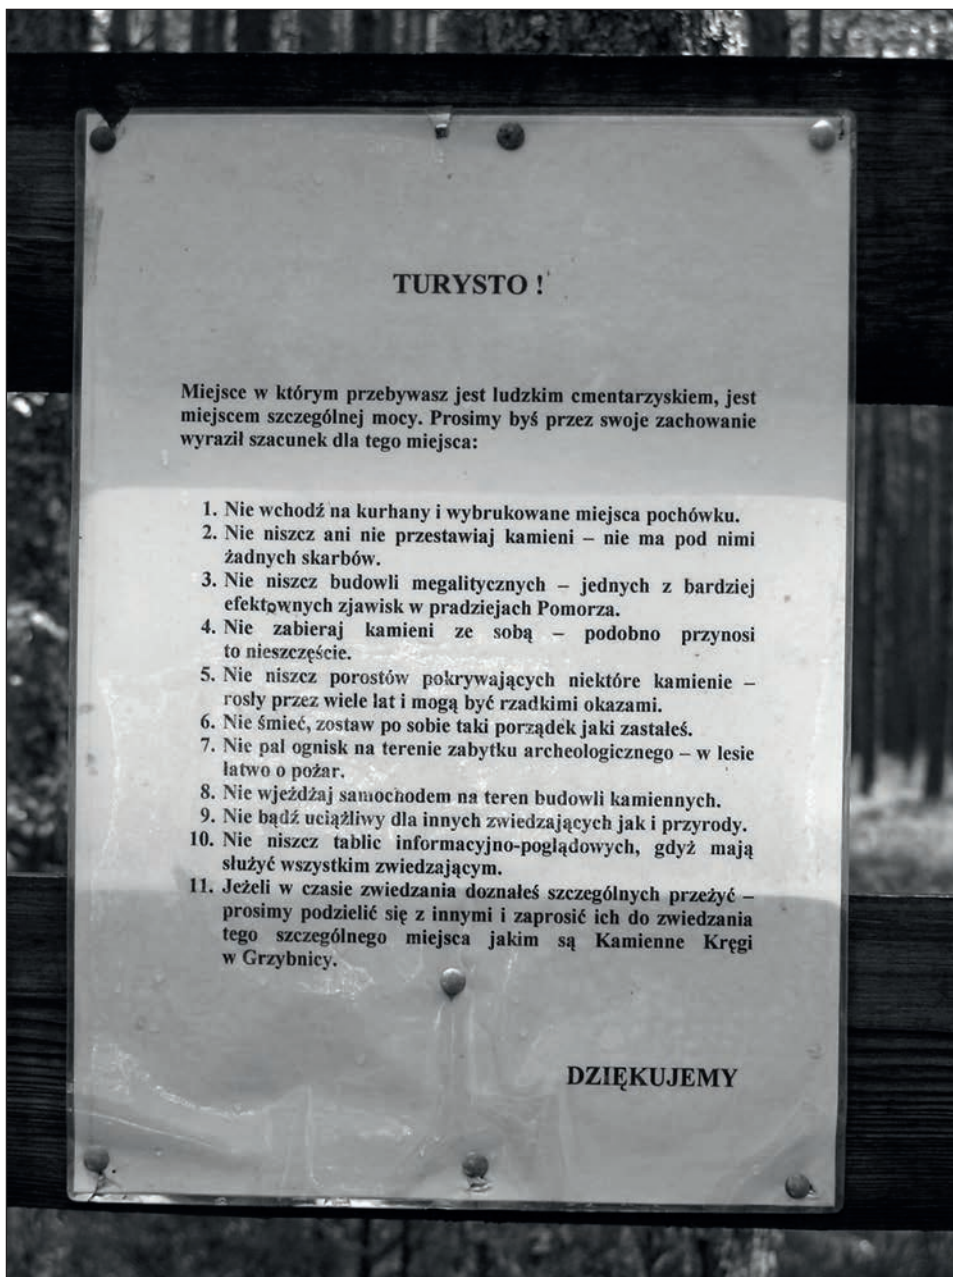 TURYSTO !
Miejsce w którym przebywasz jest ludzkim cmentarzyskiem, jest
miejscem szczególnej mocy. Prosimy byś przez swoje zachowanie
wyraził szacunek dla tego miejsca:
1. Nie wchodź na kurhany i wybrukowane miejsca pochówku.
2. Nie niszcz ani nie przestawiaj kamieni – nie ma pod nimi
żadnych skarbów.
3. Nie niszcz budowli megalitycznych – jednych z bardziej
efektownych zjawisk w pradziejach Pomorza.
4. Nie zabieraj kamieni ze sobą – podobno przynosi
to nieszczęście.
5. Nie niszcz porostów pokrywających niektóre kamienie –
rosły przez wiele lat i mogą być rzadkimi okazami.
6. Nie śmieć, zostaw po sobie taki porządek jaki zastałeś.
7. Nie pal ognisk na terenie zabytku archeologicznego – w lesie
łatwo o pożar.
8. Nie wjeżdżaj samochodem na teren budowli kamiennych.
9. Nie bądź uciążliwy dla innych zwiedzających jak i przyrody.
10. Nie niszcz tablic informacyjno-poglądowych, gdyż mają
służyć wszystkim zwiedzającym.
11. Jeżeli w czasie zwiedzania doznałeś szczególnych przeżyć –
prosimy podzielić się z innymi i zaprosić ich do zwiedzania
tego szczególnego miejsca jakim są Kamienne Kręgi
w Grzybnicy.
DZIĘKUJEMY